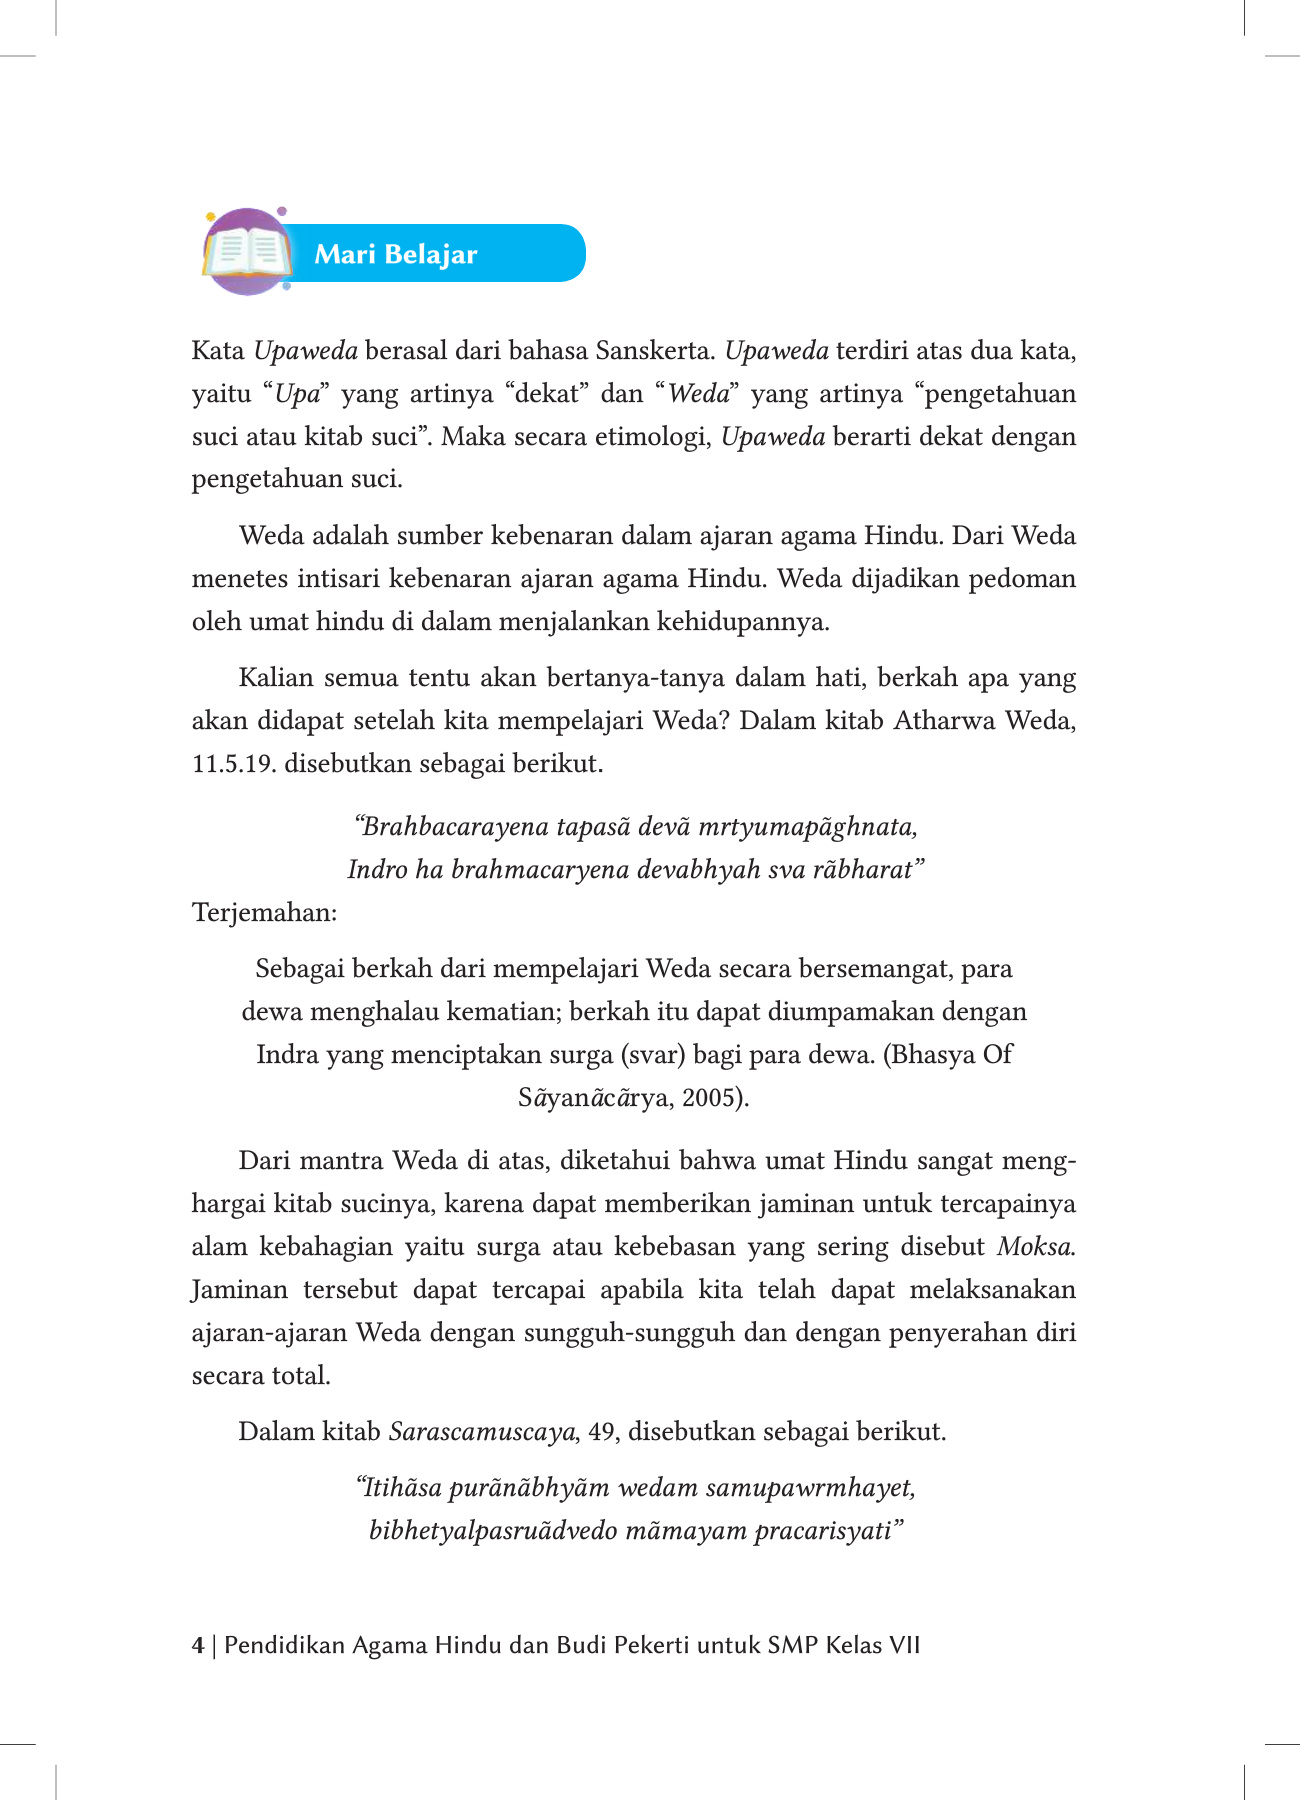 Mari Belajar
Kata Upaweda berasal dari bahasa Sanskerta. Upaweda terdiri atas dua kata,
yaitu “Upa” yang artinya “dekat” dan “Weda” yang artinya “pengetahuan
suci atau kitab suci”. Maka secara etimologi, Upaweda berarti dekat dengan
pengetahuan suci.
Weda adalah sumber kebenaran dalam ajaran agama Hindu. Dari Weda
menetes intisari kebenaran ajaran agama Hindu. Weda dijadikan pedoman
oleh umat hindu di dalam menjalankan kehidupannya.
Kalian semua tentu akan bertanya-tanya dalam hati, berkah apa yang
akan didapat setelah kita mempelajari Weda? Dalam kitab Atharwa Weda,
11.5.19. disebutkan sebagai berikut.
“Brahbacarayena tapasã devã mrtyumapãghnata,
Indro ha brahmacaryena devabhyah sva rãbharat”
Terjemahan:
Sebagai berkah dari mempelajari Weda secara bersemangat, para
dewa menghalau kematian; berkah itu dapat diumpamakan dengan
Indra yang menciptakan surga (svar) bagi para dewa. (Bhasya Of
Sãyanãcãrya, 2005).
Dari mantra Weda di atas, diketahui bahwa umat Hindu sangat meng-
hargai kitab sucinya, karena dapat memberikan jaminan untuk tercapainya
alam kebahagian yaitu surga atau kebebasan yang sering disebut Moksa.
Jaminan tersebut dapat tercapai apabila kita telah dapat melaksanakan
ajaran-ajaran Weda dengan sungguh-sungguh dan dengan penyerahan diri
secara total.
Dalam kitab Sarascamuscaya, 49, disebutkan sebagai berikut.
“Itihãsa purãnãbhyãm wedam samupawrmhayet,
bibhetyalpasruãdvedo mãmayam pracarisyati”
4 | Pendidikan Agama Hindu dan Budi Pekerti untuk SMP Kelas VII